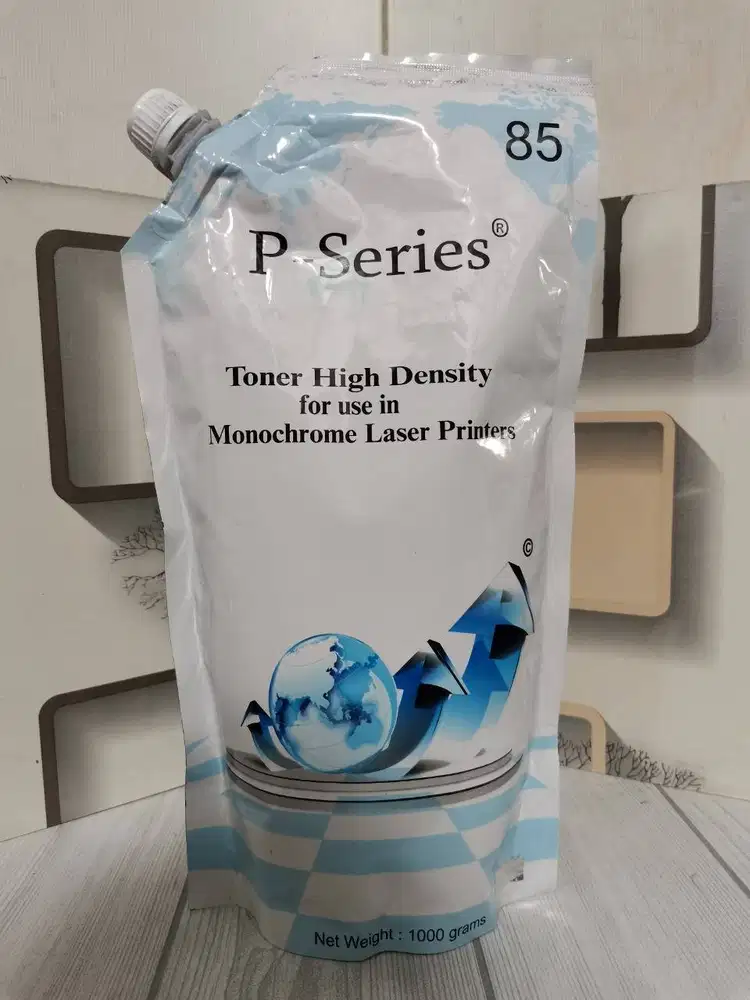 85
P-Series®
Toner High Density
for use in
Monochrome Laser Printers
©
Net Weight : 1000 grams